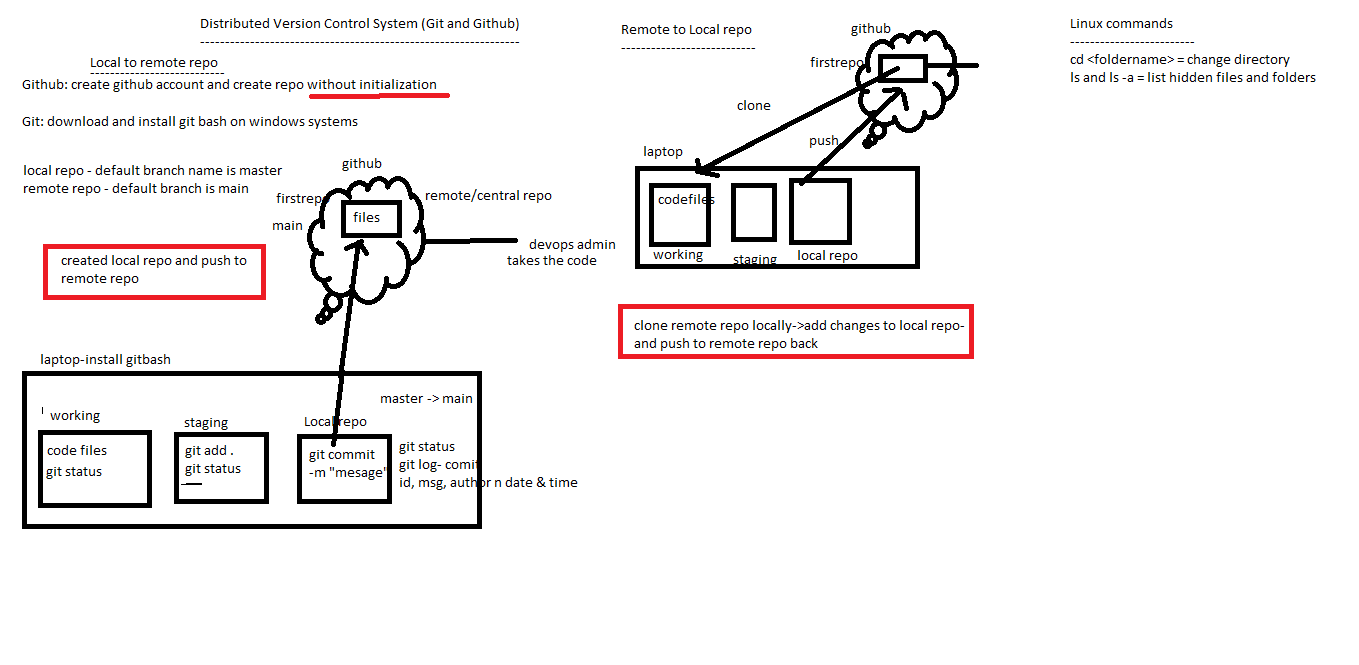 Distributed Version Control System (Git and Github)
Local to remote repo
Github: create github account and create repo without initialization
Git: download and install git bash on windows systems
local repo - default branch name is master
remote repo - default branch is main
github
firstrepo
main
files
remote/central repo
devops admin
takes the code
created local repo and push to
remote repo
laptop-install gitbash
master -> main
working
code files
git status
staging
git add .
git status
Local repo
git commit
-m "mesage"
git status
git log- comit
id, msg, author n date & time
Remote to Local repo
github
firstrepo
clone
push
laptop
codefiles
working
staging
local repo
clone remote repo locally->add changes to local repo-
and push to remote repo back
Linux commands
cd <foldername> = change directory
ls and ls -a = list hidden files and folders